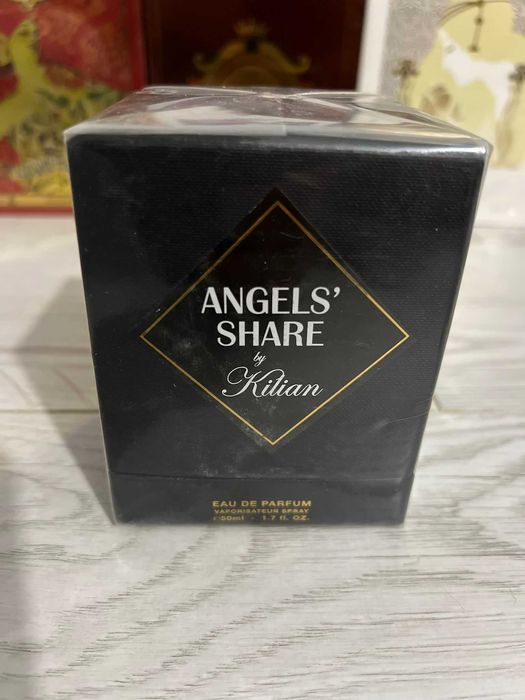 ANGELS'
SHARE
by
Kilian
EAU DE PARFUM
VAPORISATEUR SPRAY
℮50ml - 1.7 fl. OZ.